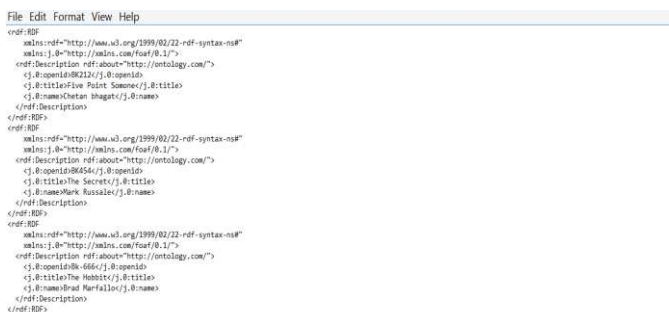 File Edit Format View Help
<rdf:RDF
xmlns:rdf="http://www.w3.org/1999/02/22-rdf-syntax-ns#"
xmlns:j.0="http://xmlns.com/foaf/0.1/">
<rdf:Description rdf:about="http://ontology.com/">
<j.0:openid>BK212</j.0:openid>
<j.0:title>Five Point Somone</j.0:title>
<j.0:name>Chetan bhagat</j.0:name>
</rdf:Description>
</rdf:RDF>
<rdf:RDF
xmlns:rdf="http://www.w3.org/1999/02/22-rdf-syntax-ns#"
xmlns:j.0="http://xmlns.com/foaf/0.1/">
<rdf:Description rdf:about="http://ontology.com/">
<j.0:openid>BK454</j.0:openid>
<j.0:title>The Secret</j.0:title>
<j.0:name>Mark Russale</j.0:name>
</rdf:Description>
</rdf:RDF>
<rdf:RDF
xmlns:rdf="http://www.w3.org/1999/02/22-rdf-syntax-ns#"
xmlns:j.0="http://xmlns.com/foaf/0.1/">
<rdf:Description rdf:about="http://ontology.com/">
<j.0:openid>Bk-666</j.0:openid>
<j.0:title>The Hobbit</j.0:title>
<j.0:name>Brad Marfallo</j.0:name>
</rdf:Description>
</rdf:RDF>